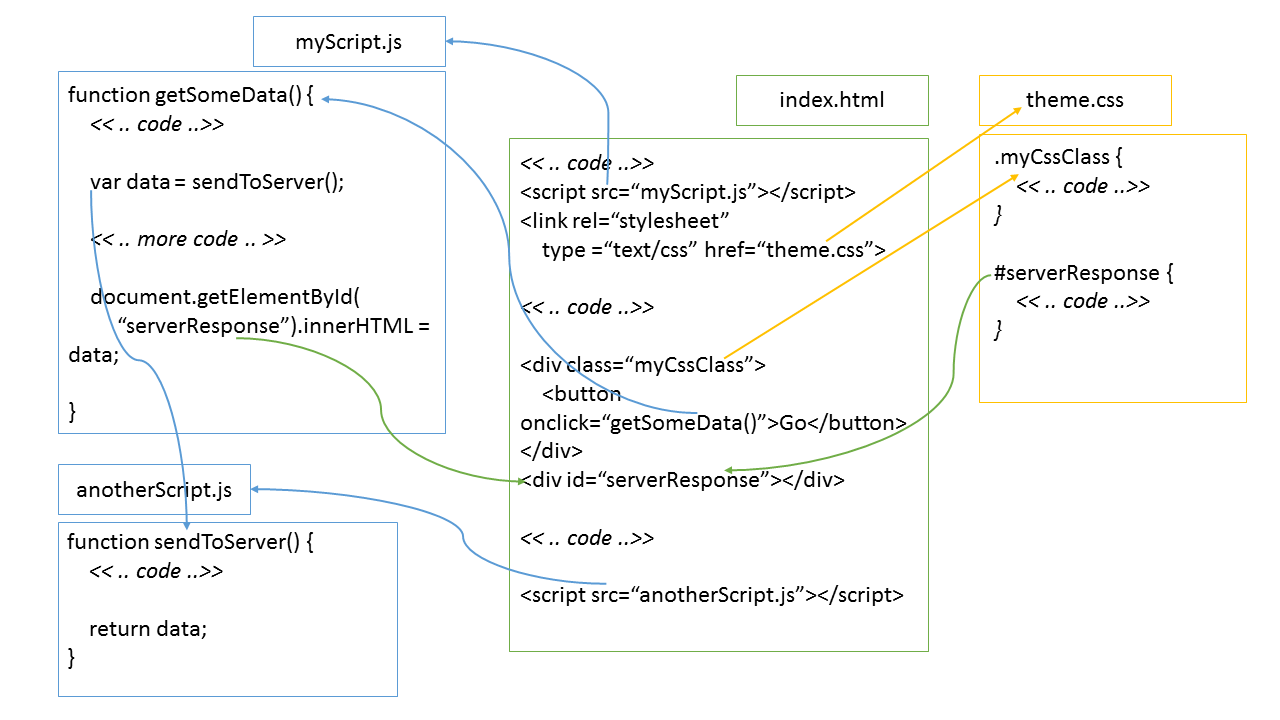 myScript.js
function getSomeData() {
<< .. code ..>>
var data = sendToServer();
<< .. more code .. >>
document.getElementById(
“serverResponse”).innerHTML =
data;
}
anotherScript.js
function sendToServer() {
<< .. code ..>>
return data;
}
index.html
<< .. code ..>>
<script src=“myScript.js”></script>
<link rel=“stylesheet”
type =“text/css” href=“theme.css”>
<< .. code ..>>
<div class=“myCssClass”>
<button
onclick=“getSomeData()”>Go</button>
</div>
<div id=“serverResponse”></div>
<< .. code ..>>
<script src=“anotherScript.js”></script>
theme.css
.myCssClass {
<< .. code ..>>
}
#serverResponse {
<< .. code ..>>
}